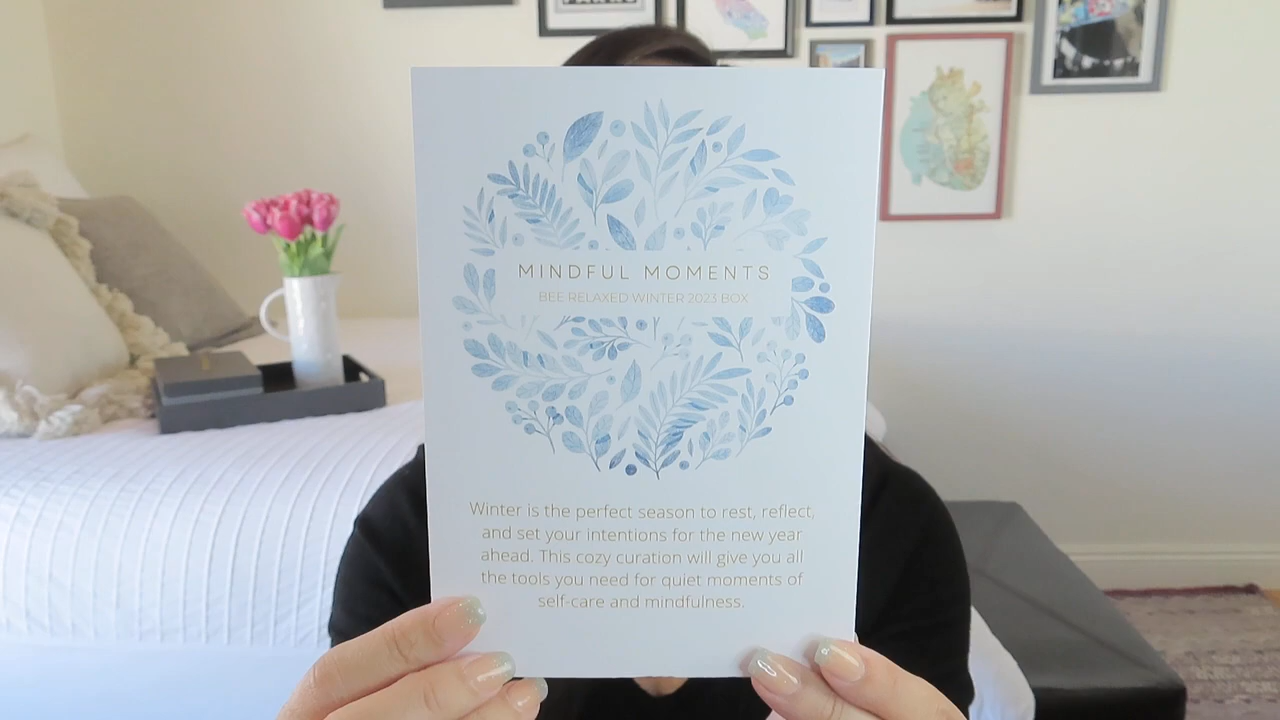 MINDFUL MOMENTS
BEE RELAXED WINTER 2023 BOX
Winter is the perfect season to rest, reflect,
and set your intentions for the new year
ahead. This cozy curation will give you all
the tools you need for quiet moments of
self-care and mindfulness.